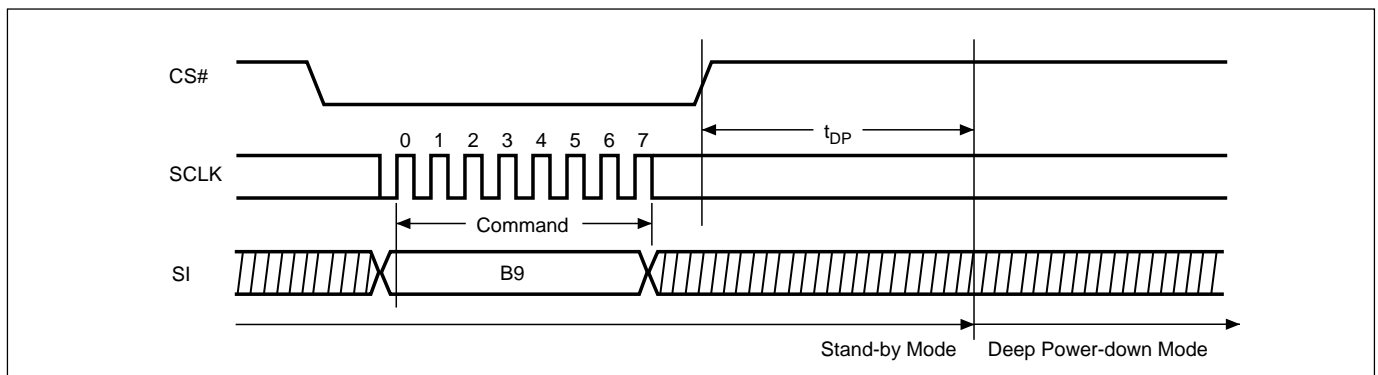 CS#
tDP
0 1 2 3 4 5 6 7
SCLK
Command
SI
B9
Stand-by Mode
Deep Power-down Mode